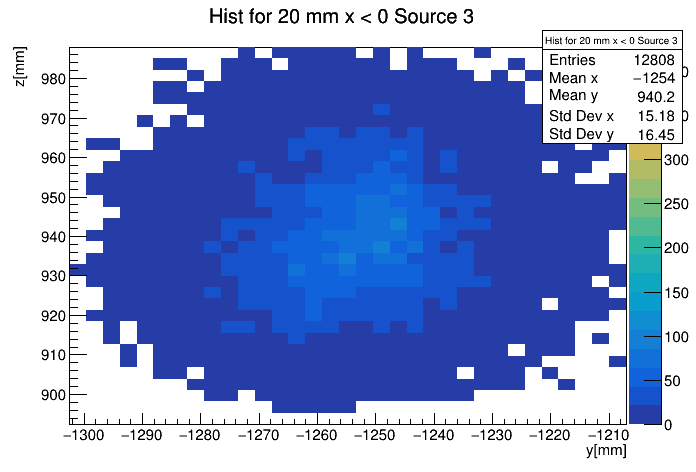 Hist for 20 mm x < 0 Source 3
z[mm]
Hist for 20 mm x < 0 Source 3
Entries 12808
Mean x −1254
Mean y 940.2
Std Dev x 15.18
Std Dev y 16.45
980
970
960
950
940
930
920
910
900
0
0
300
250
200
150
100
50
0
−1300 −1290 −1280 −1270 −1260 −1250 −1240 −1230 −1220 −1210
y[mm]